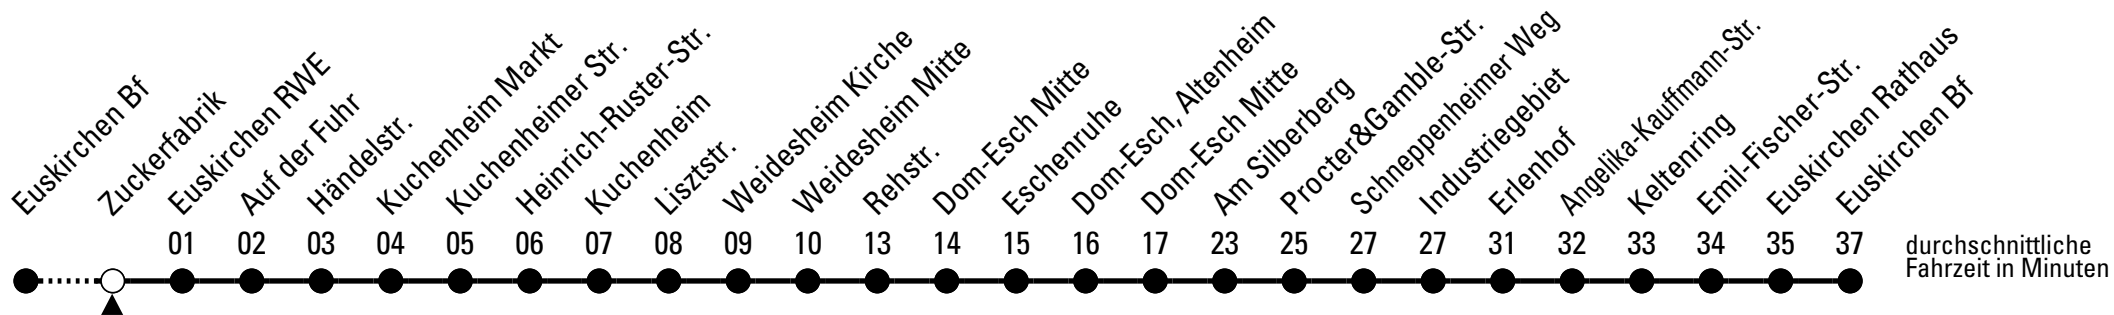 Euskirchen Bf
Zuckerfabrik
Euskirchen RWE
Auf der Fuhr
Händelstr.
Kuchenheim Markt
Kuchenheimer Str.
Heinrich-Ruster-Str.
Kuchenheim
Lisztstr.
Weidesheim Kirche
Weidesheim Mitte
Rehstr.
Dom-Esch Mitte
Eschenruhe
Dom-Esch, Altenheim
Dom-Esch Mitte
Am Silberberg
Procter&Gamble-Str.
Schneppenheimer Weg
Industriegebiet
Erlenhof
Angelika-Kauffmann-Str.
Keltenring
Emil-Fischer-Str.
Euskirchen Rathaus
Euskirchen Bf
01 02 03 04 05 06 07 08 09 10 13 14 15 16 17 23 25 27 27 31 32 33 34 35 37
durchschnittliche
Fahrzeit in Minuten